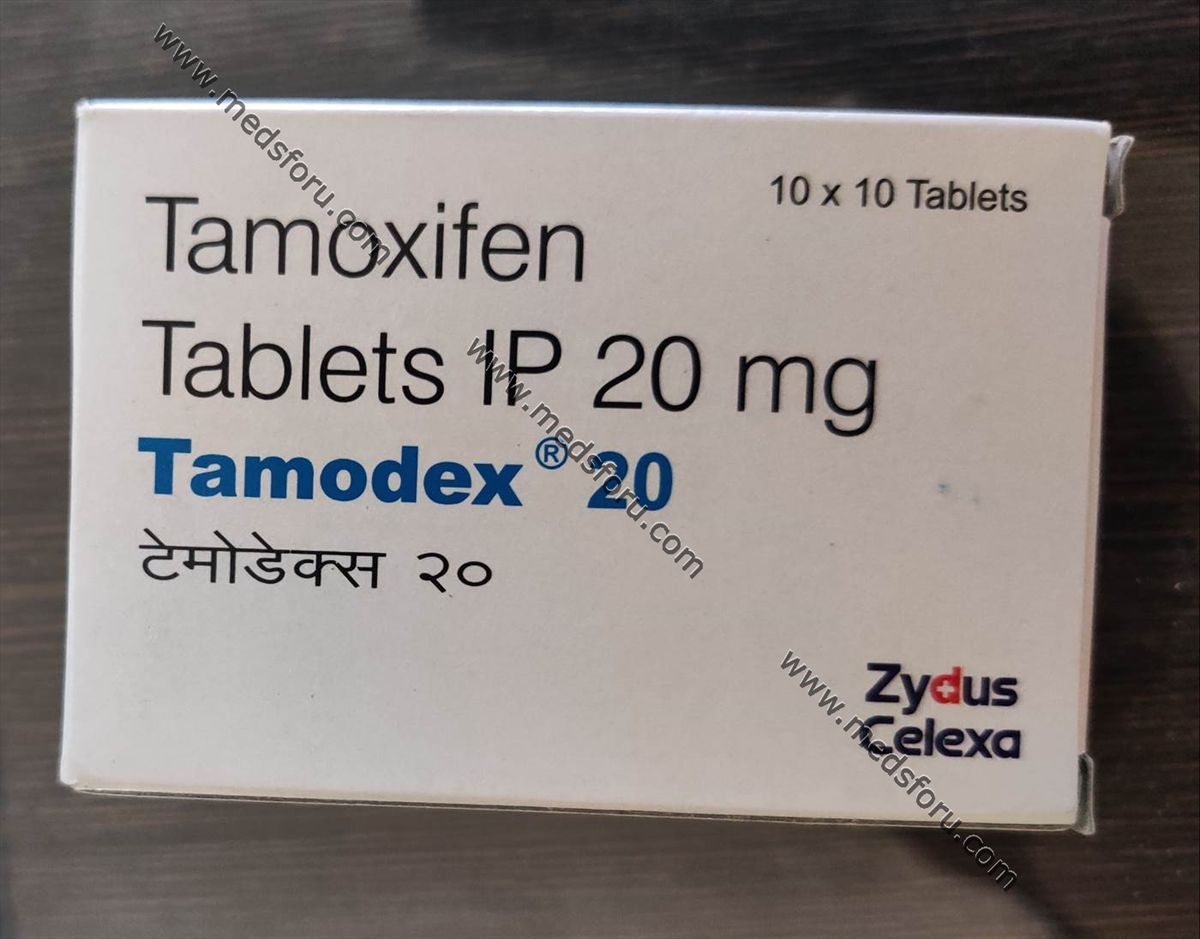 www.medsforu.com
10 x 10 Tablets
Tamoxifen
Tablets IP 20 mg
www.medsforu.com
Tamodex® 20
टेमोडेक्स २०
www.medsforu.com
Zydus
Celexa